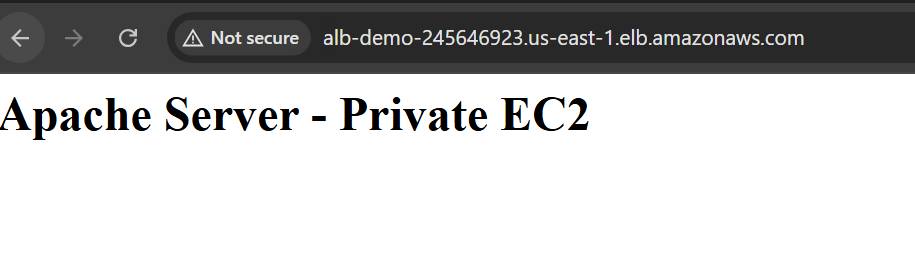 Not secure alb-demo-245646923.us-east-1.elb.amazonaws.com
Apache Server - Private EC2